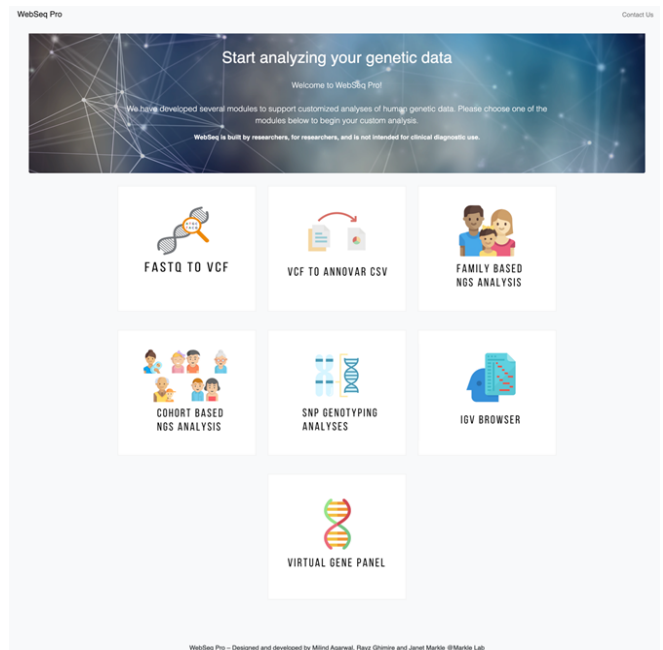 WebSeq Pro
Contact Us
Start analyzing your genetic data
Welcome to WebSeq Pro!
We have developed several modules to support customized analyses of human genetic data. Please choose one of the
modules below to begin your custom analysis.
WebSeq is built by researchers, for researchers, and is not intended for clinical diagnostic use.
FASTQ TO VCF
VCF TO ANNOVAR CSV
FAMILY BASED
NGS ANALYSIS
COHORT BASED
NGS ANALYSIS
SNP GENOTYPING
ANALYSES
IGV BROWSER
VIRTUAL GENE PANEL
WebSeq Pro – Designed and developed by Milind Agarwal, Rayz Ghimire and Janet Markle @Markle Lab